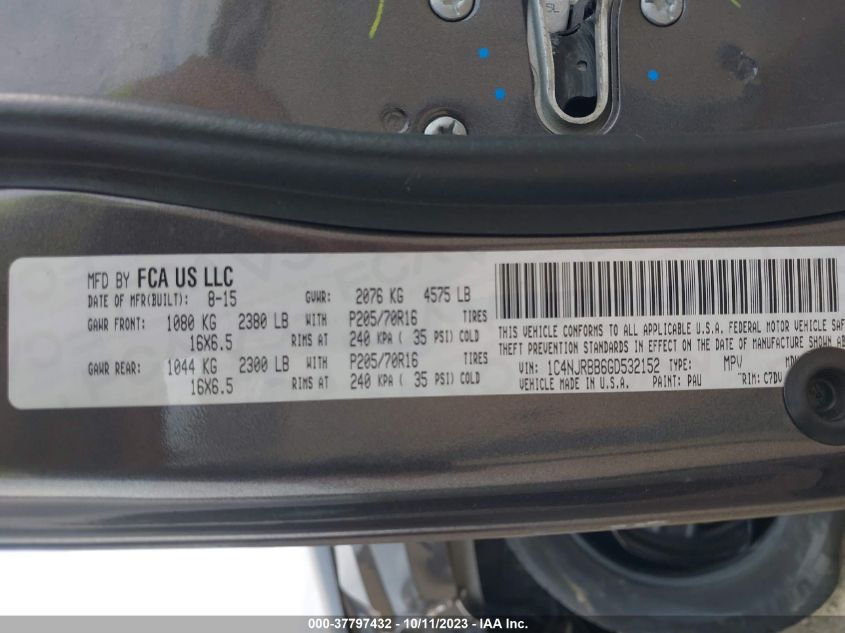 SL
MFD BY FCA US LLC
DATE OF MFR(BUILT): 8-15 GVWR: 2076 KG 4575 LB
GAWR FRONT: 1080 KG 2380 LB WITH P205/70R16 TIRES
16X6.5 RIMS AT 240 KPA ( 35 PSI) COLD
GAWR REAR: 1044 KG 2300 LB WITH P205/70R16 TIRES
16X6.5 RIMS AT 240 KPA ( 35 PSI) COLD
THIS VEHICLE CONFORMS TO ALL APPLICABLE U.S.A. FEDERAL MOTOR VEHICLE SAF
THEFT PREVENTION STANDARDS IN EFFECT ON THE DATE OF MANUFACTURE SHOWN AB
VIN: 1C4NJRBB6GD532152 TYPE: MPV
VEHICLE MADE IN U.S.A. PAINT: PAU TRIM: C7DV
000-37797432 - 10/11/2023 - IAA Inc.